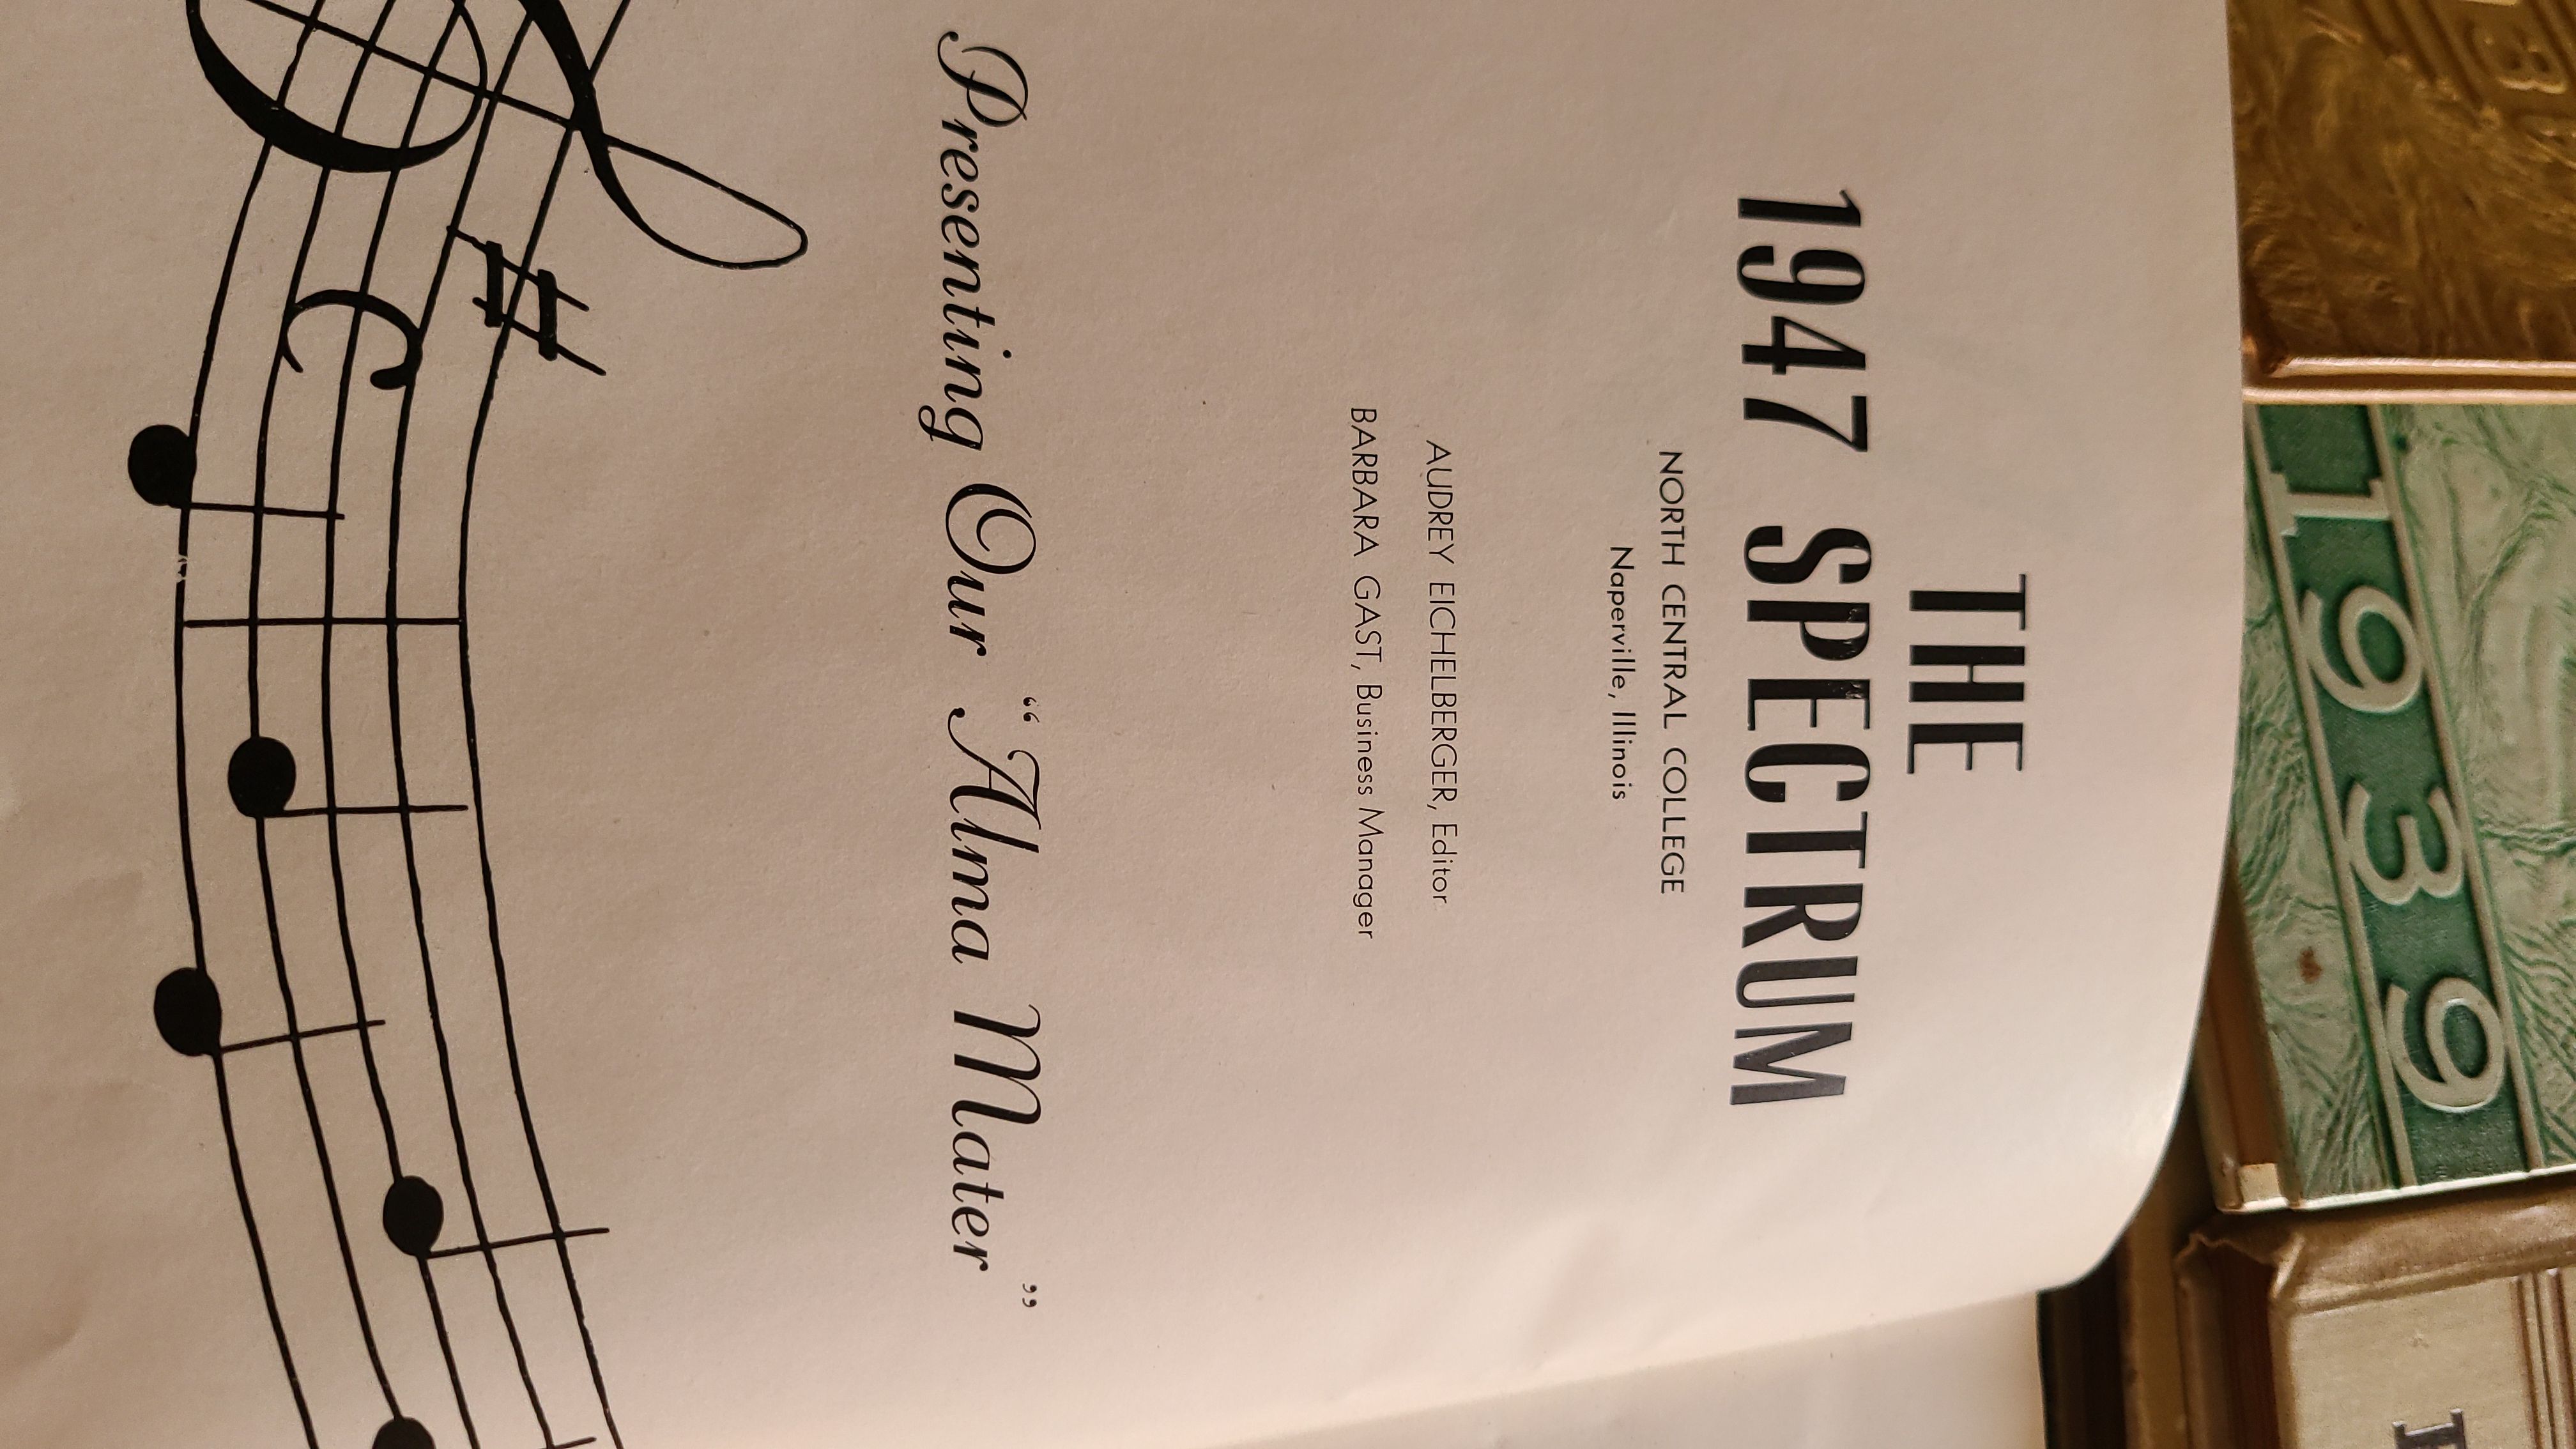 THE
1947 SPECTRUM
NORTH CENTRAL COLLEGE
Naperville, Illinois
AUDREY EICHELBERGER, Editor
BARBARA GAST, Business Manager
Presenting Our "Alma Mater"
1939